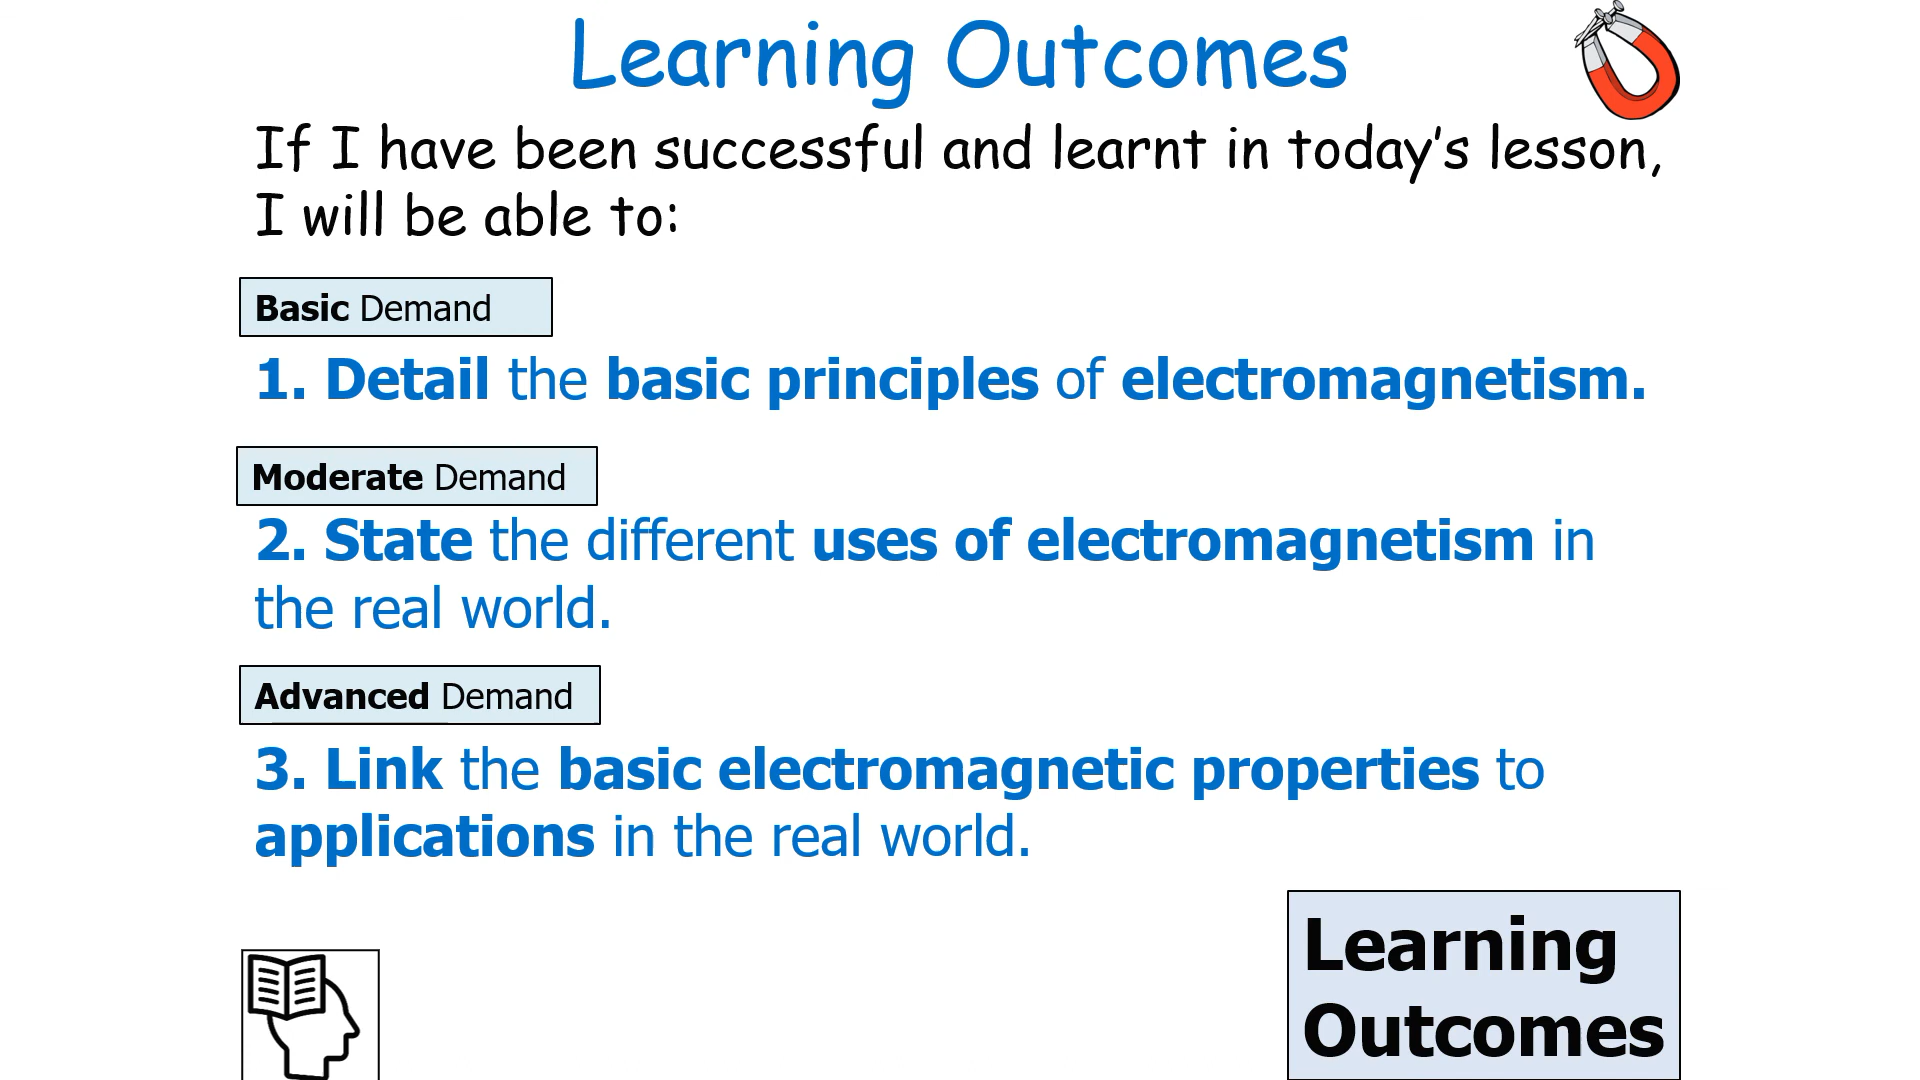 Learning Outcomes
If I have been successful and learnt in today’s lesson,
I will be able to:
Basic Demand
1. Detail the basic principles of electromagnetism.
Moderate Demand
2. State the different uses of electromagnetism in
the real world.
Advanced Demand
3. Link the basic electromagnetic properties to
applications in the real world.
Learning
Outcomes